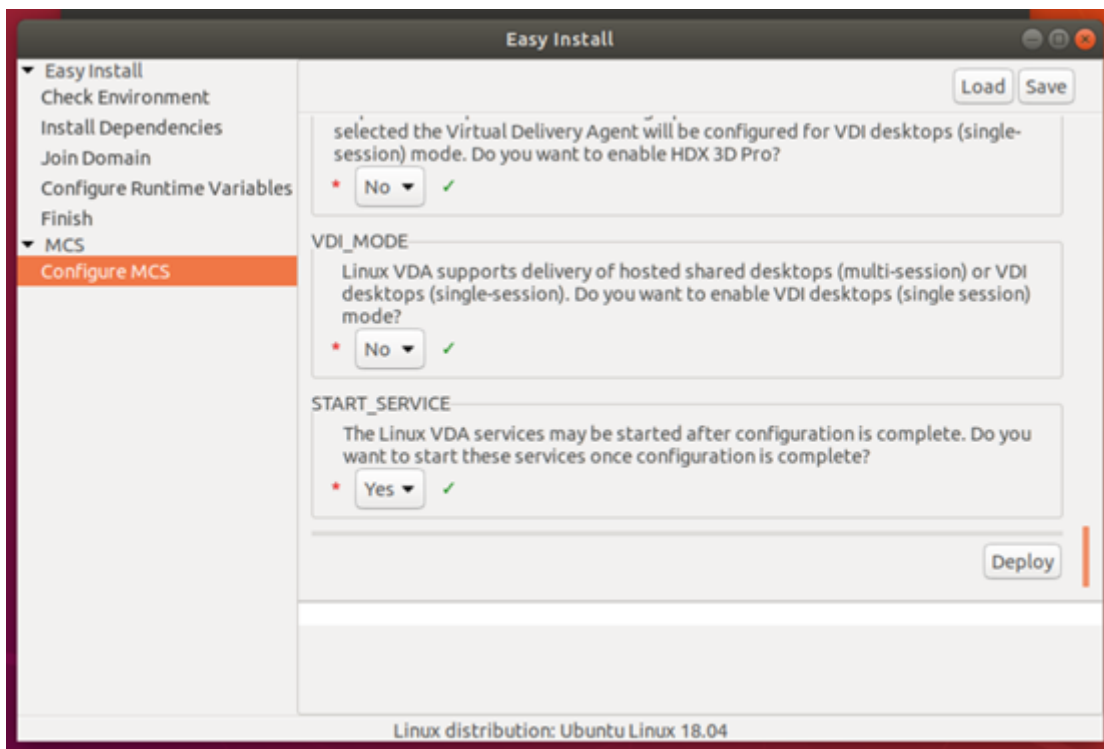 Easy Install
Easy Install
Check Environment
Install Dependencies
Join Domain
Configure Runtime Variables
Finish
MCS
Configure MCS
Load Save
selected the Virtual Delivery Agent will be configured for VDI desktops (single-
session) mode. Do you want to enable HDX 3D Pro?
* No ✓
VDI_MODE
Linux VDA supports delivery of hosted shared desktops (multi-session) or VDI
desktops (single-session). Do you want to enable VDI desktops (single session)
mode?
* No ✓
START_SERVICE
The Linux VDA services may be started after configuration is complete. Do you
want to start these services once configuration is complete?
* Yes ✓
Deploy
Linux distribution: Ubuntu Linux 18.04